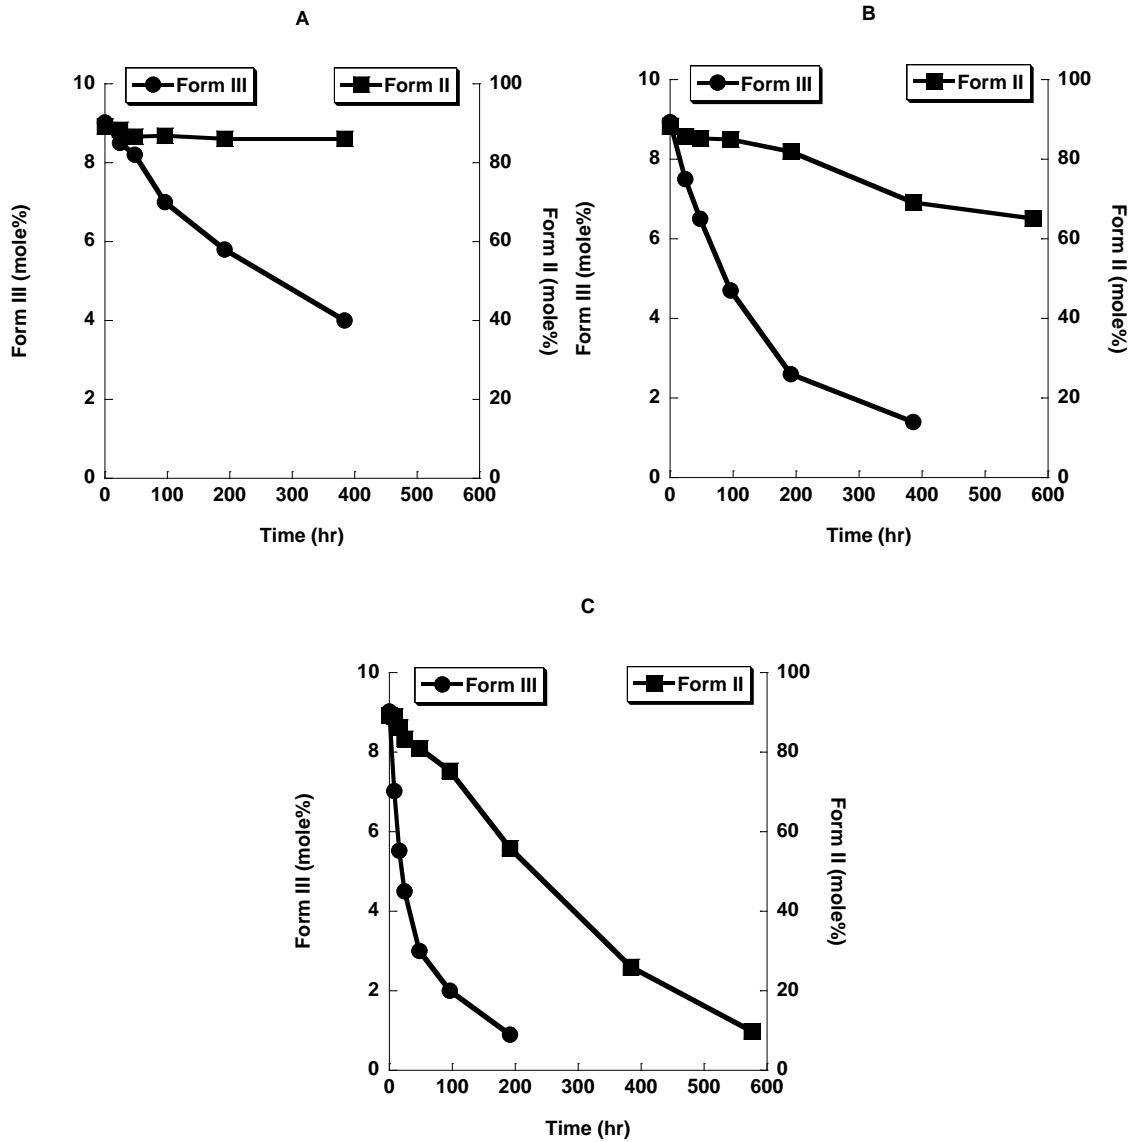 A
Form III
Form II
10
8
6
4
2
0
100
80
60
40
20
0
0 100 200 300 400 500 600
Form III (mole%)
Form II (mole%)
Time (hr)
B
Form III
Form II
10
8
6
4
2
0
100
80
60
40
20
0
0 100 200 300 400 500 600
Form III (mole%)
Form II (mole%)
Time (hr)
C
Form III
Form II
10
8
6
4
2
0
100
80
60
40
20
0
0 100 200 300 400 500 600
Form III (mole%)
Form II (mole%)
Time (hr)